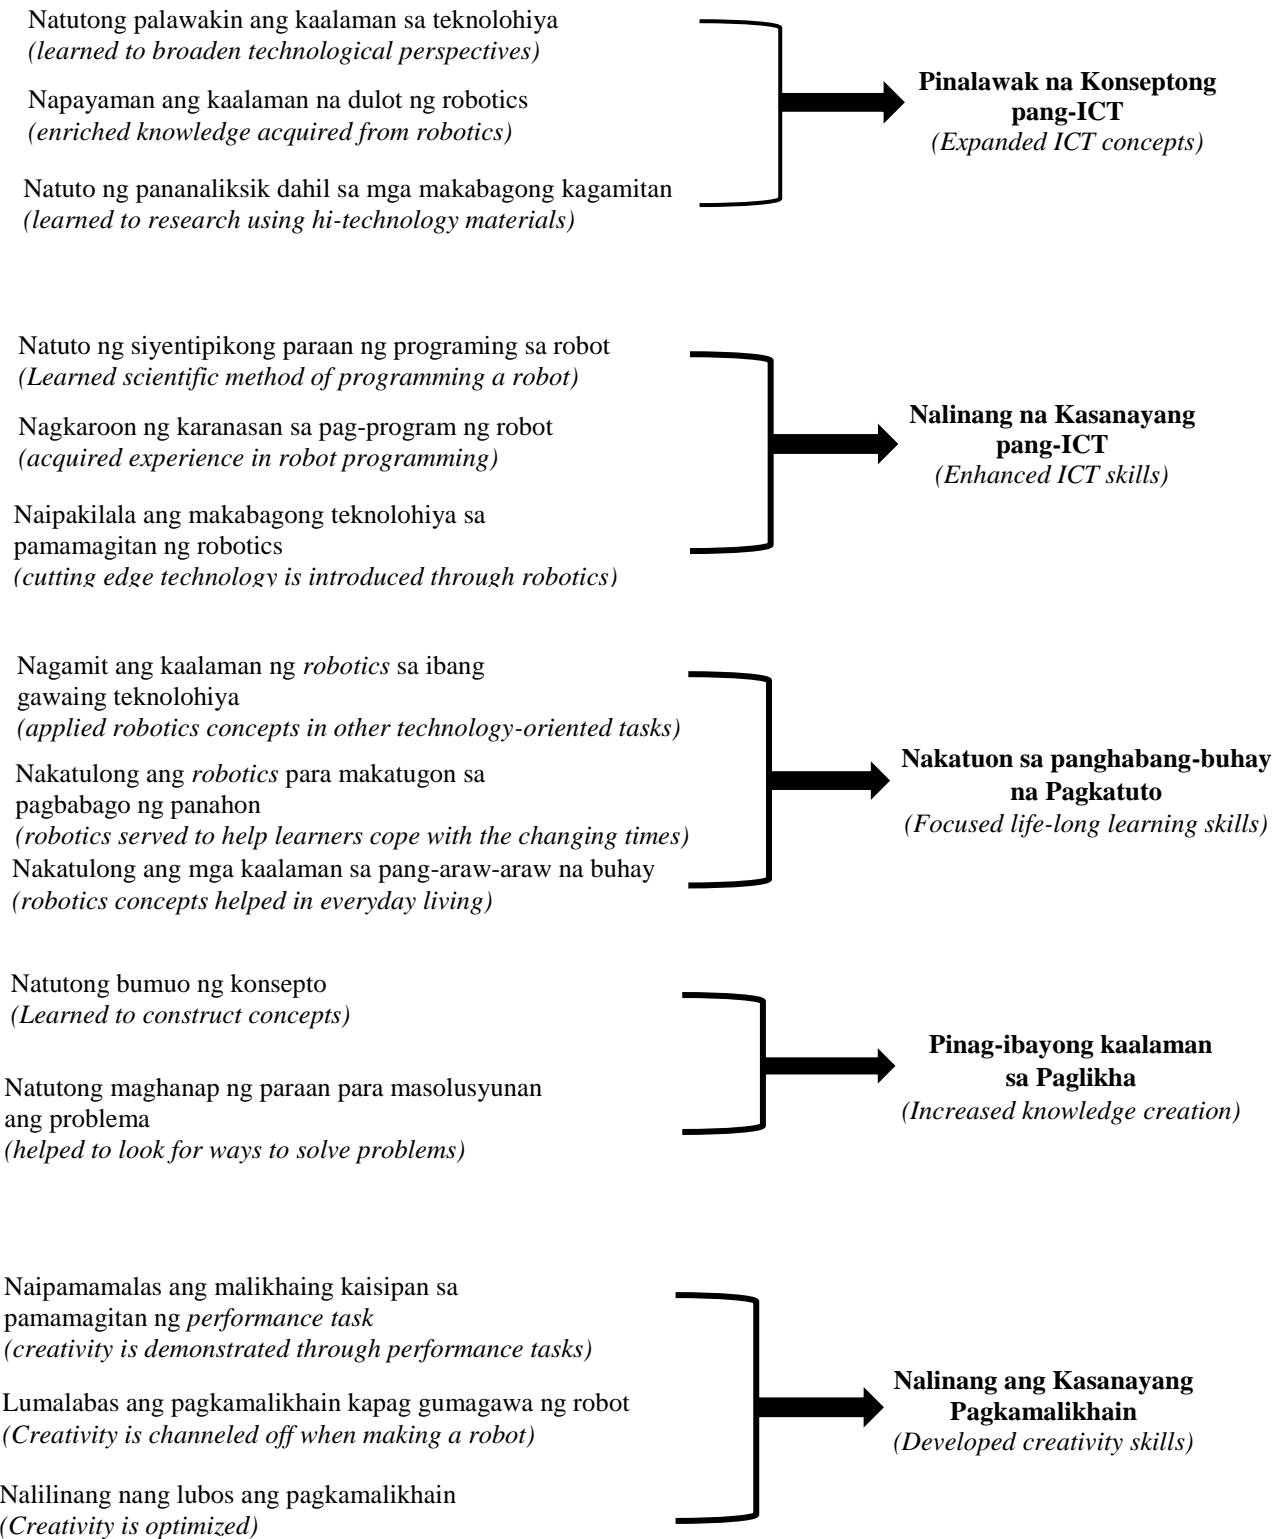 Natutong palawakin ang kaalaman sa teknolohiya
(learned to broaden technological perspectives)
Napayaman ang kaalaman na dulot ng robotics
(enriched knowledge acquired from robotics)
Natuto ng pananaliksik dahil sa mga makabagong kagamitan
(learned to research using hi-technology materials)
Pinalawak na Konseptong
pang-ICT
(Expanded ICT concepts)
Natuto ng siyentipikong paraan ng programing sa robot
(Learned scientific method of programming a robot)
Nagkaroon ng karanasan sa pag-program ng robot
(acquired experience in robot programming)
Naipakilala ang makabagong teknolohiya sa
pamamagitan ng robotics
(cutting edge technology is introduced through robotics)
Nalinang na Kasanayang
pang-ICT
(Enhanced ICT skills)
Nagamit ang kaalaman ng robotics sa ibang
gawaing teknolohiya
(applied robotics concepts in other technology-oriented tasks)
Nakatulong ang robotics para makatugon sa
pagbabago ng panahon
(robotics served to help learners cope with the changing times)
Nakatulong ang mga kaalaman sa pang-araw-araw na buhay
(robotics concepts helped in everyday living)
Nakatuon sa panghabang-buhay
na Pagkatuto
(Focused life-long learning skills)
Natutong bumuo ng konsepto
(Learned to construct concepts)
Natutong maghanap ng paraan para masolusyunan
ang problema
(helped to look for ways to solve problems)
Pinag-ibayong kaalaman
sa Paglikha
(Increased knowledge creation)
Naipamamalas ang malikhaing kaisipan sa
pamamagitan ng performance task
(creativity is demonstrated through performance tasks)
Lumalabas ang pagkamalikhain kapag gumagawa ng robot
(Creativity is channeled off when making a robot)
Nalilinang nang lubos ang pagkamalikhain
(Creativity is optimized)
Nalinang ang Kasanayang
Pagkamalikhain
(Developed creativity skills)